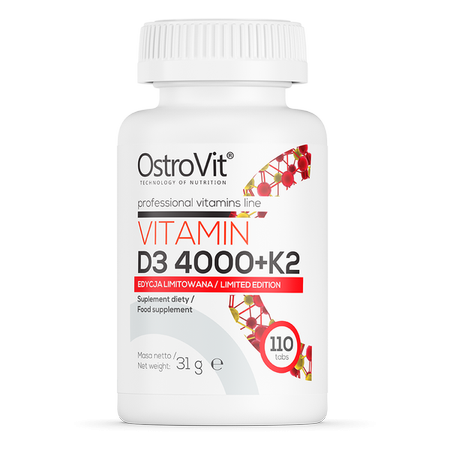 OstroVit®
TECHNOLOGY OF NUTRITION
professional vitamins line
VITAMIN
D3 4000+K2
EDYCJA LIMITOWANA / LIMITED EDITION
Suplement diety /
Food supplement
110
tabs
Masa netto /
Net weight: 31 g ℮